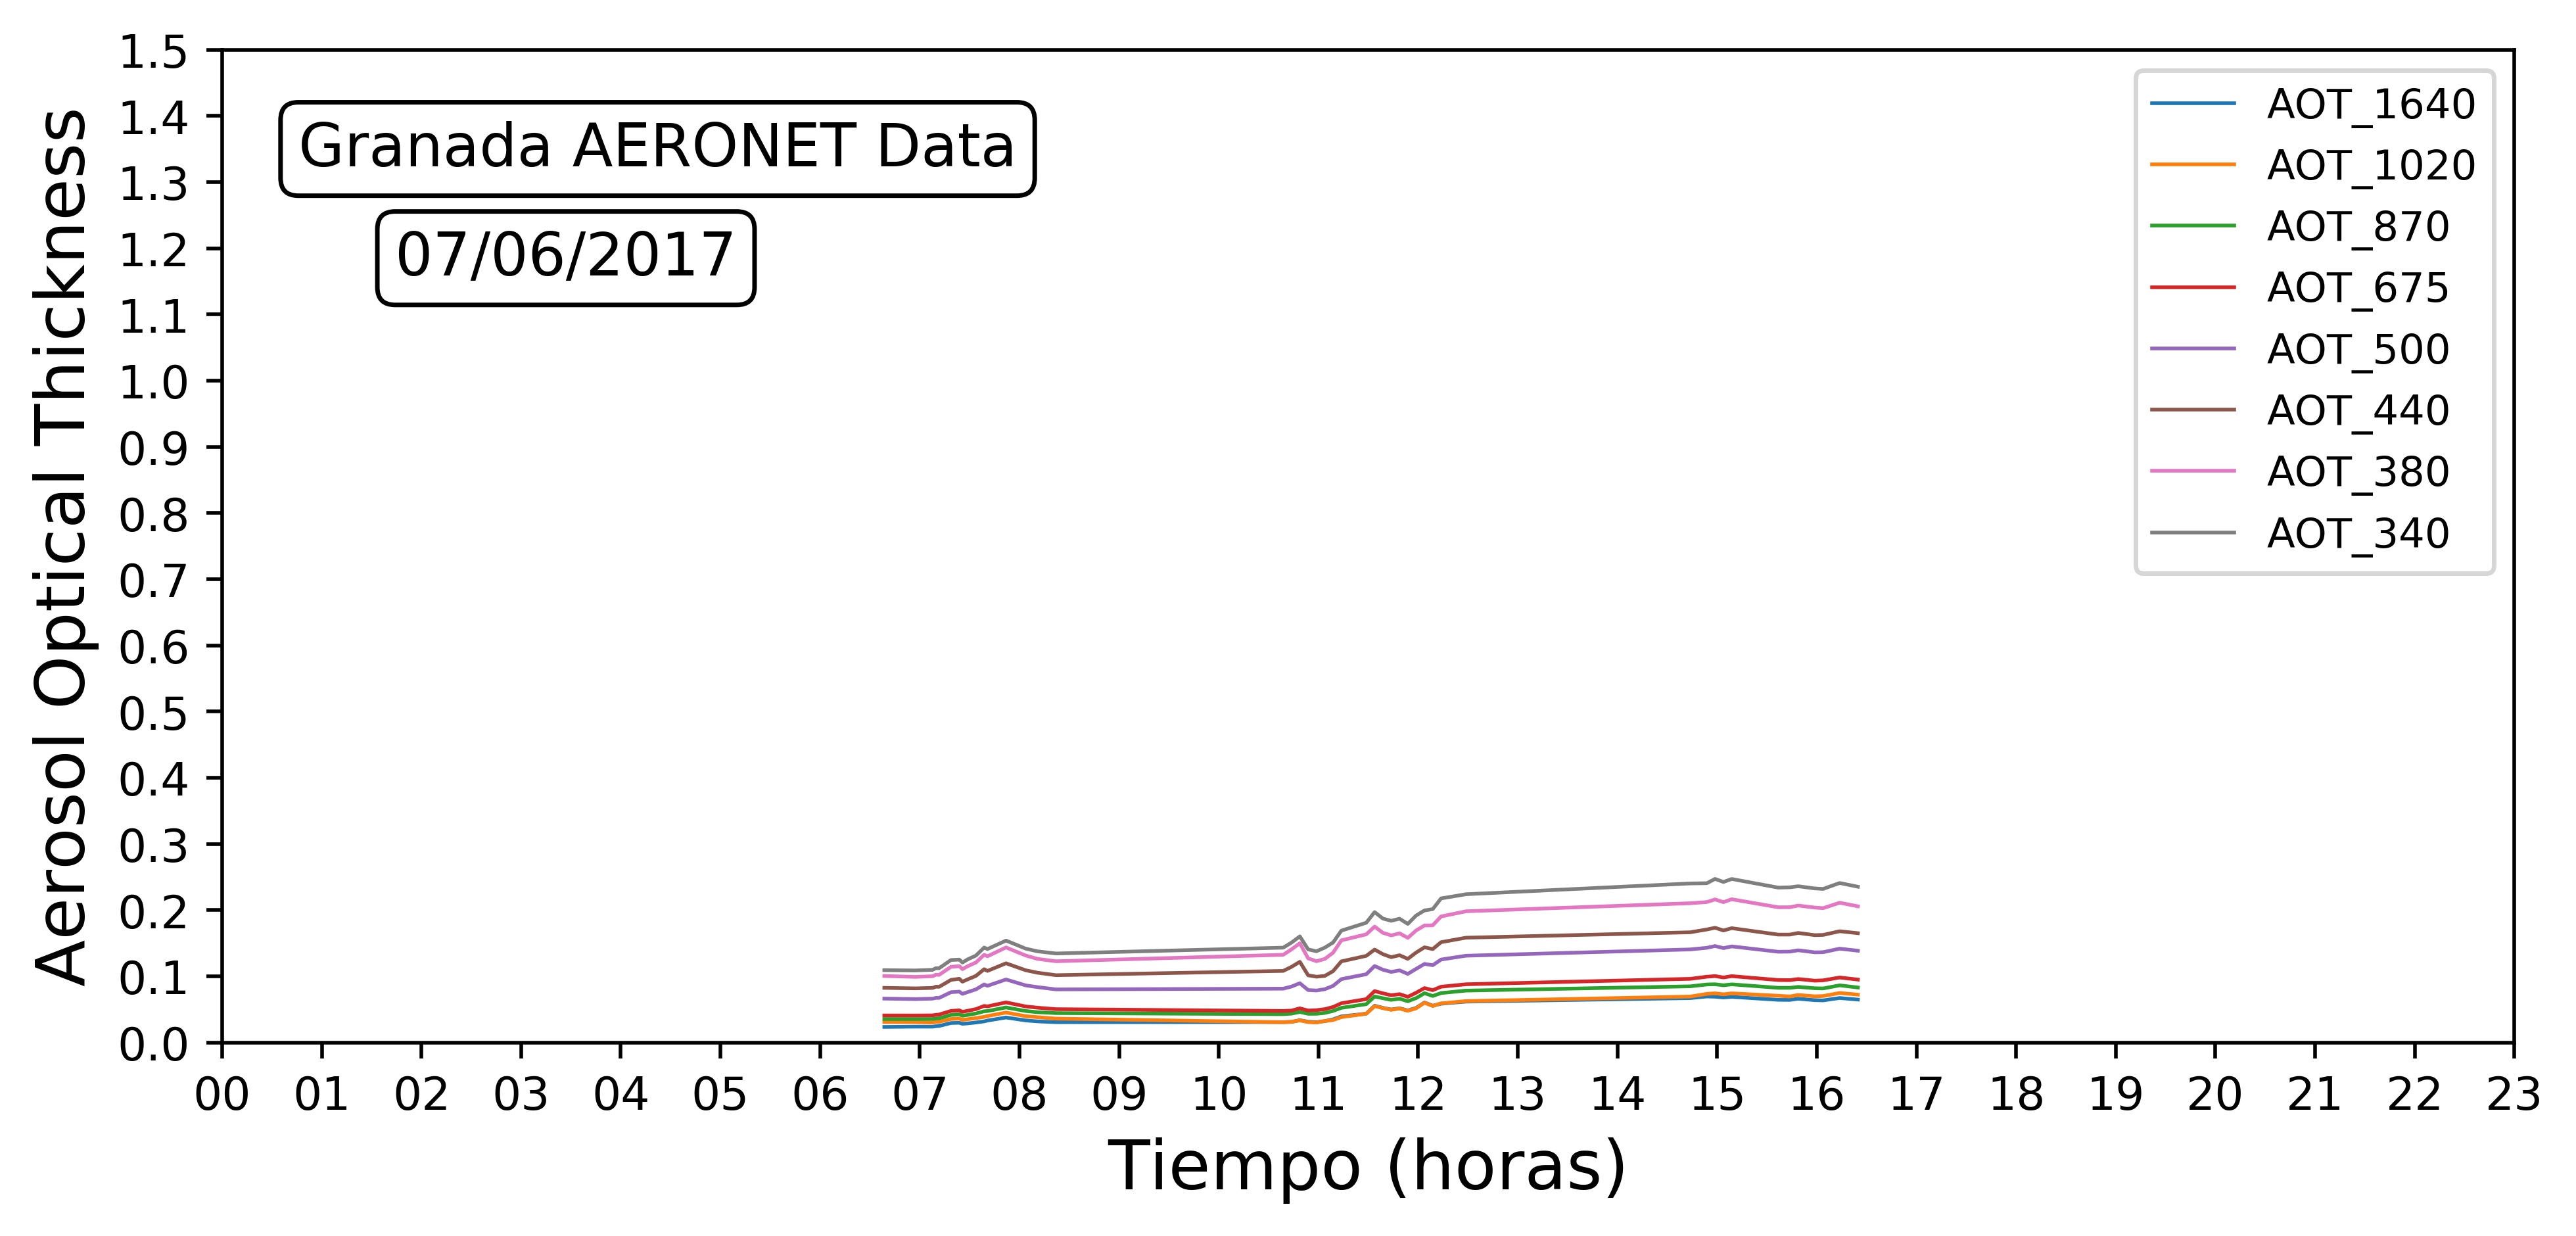 Aerosol Optical Thickness
1.5
1.4
1.3
1.2
1.1
1.0
0.9
0.8
0.7
0.6
0.5
0.4
0.3
0.2
0.1
0.0
Granada AERONET Data
07/06/2017
AOT_1640
AOT_1020
AOT_870
AOT_675
AOT_500
AOT_440
AOT_380
AOT_340
00 01 02 03 04 05 06 07 08 09 10 11 12 13 14 15 16 17 18 19 20 21 22 23
Tiempo (horas)